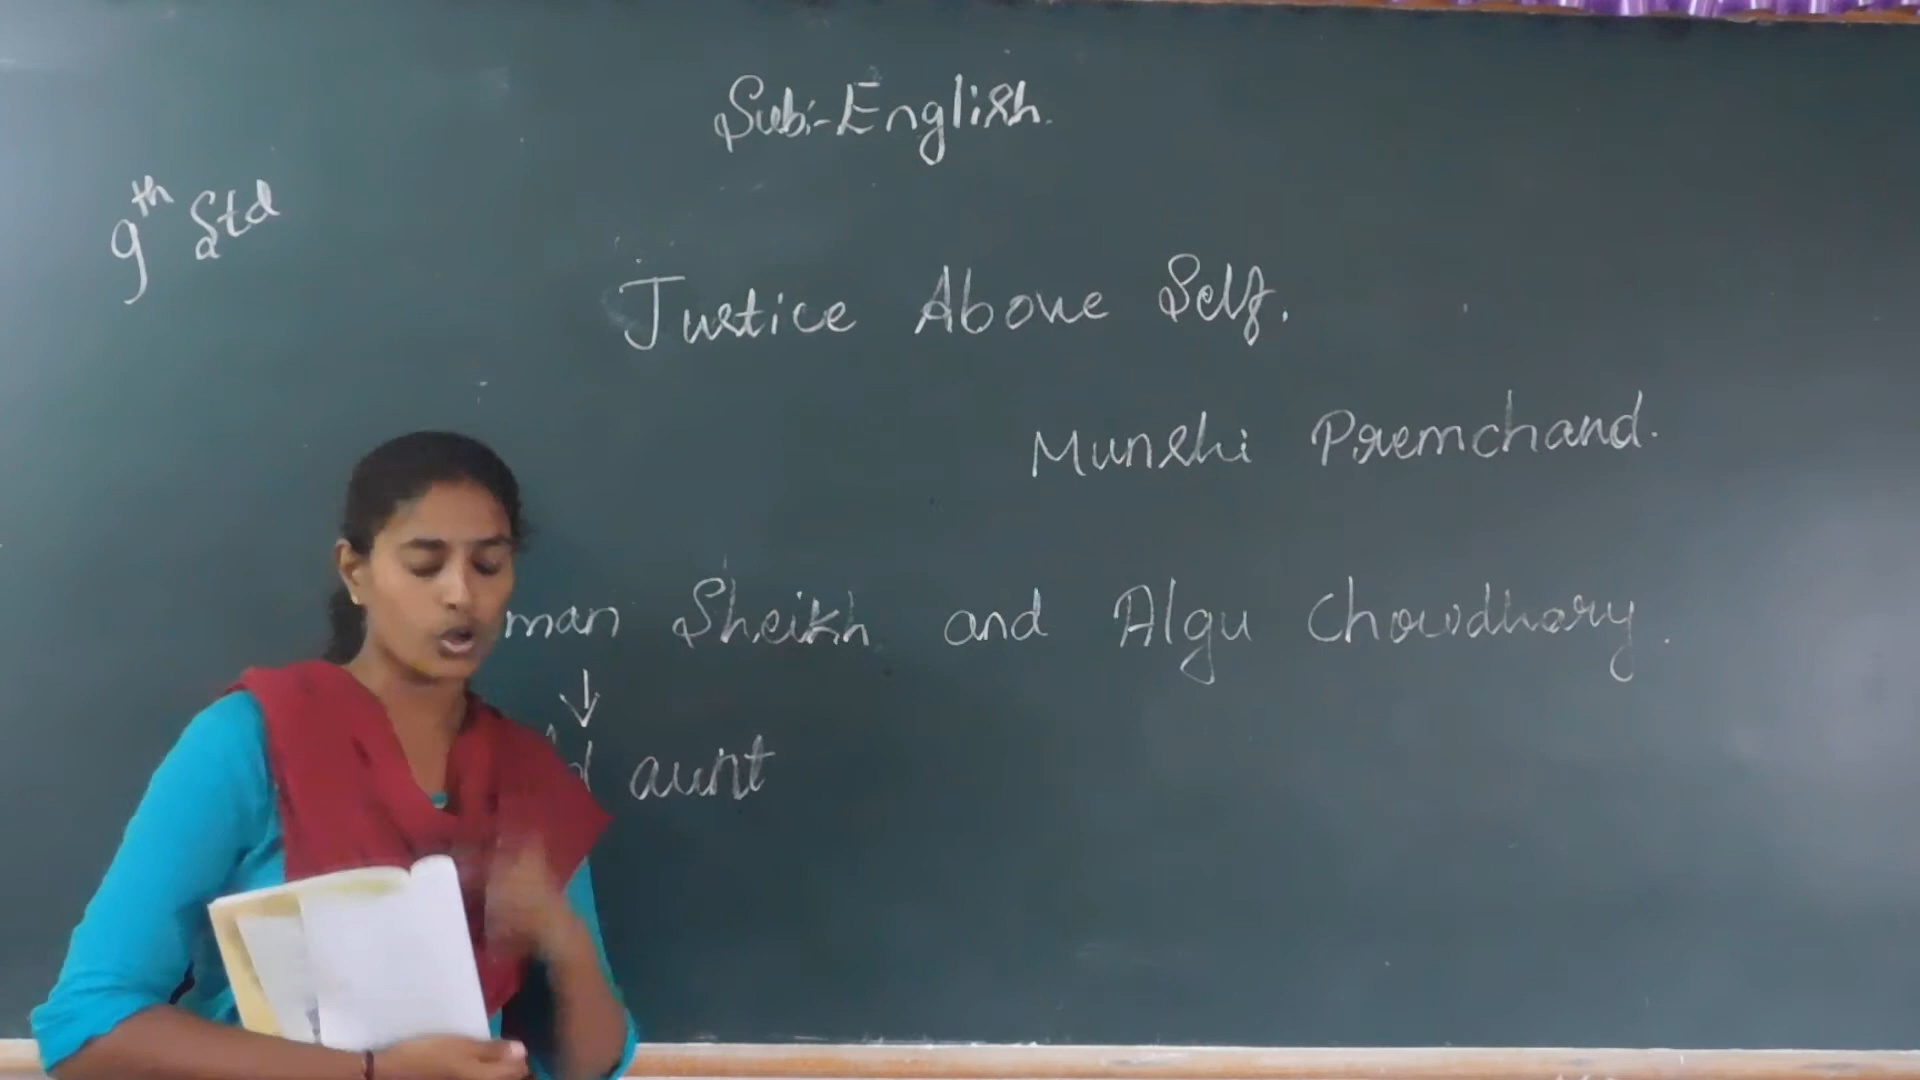 Sub:-English.
9th Std
Justice Above Self.
Munshi Premchand.
man Sheikh and Algu Chowdhary.
aunt